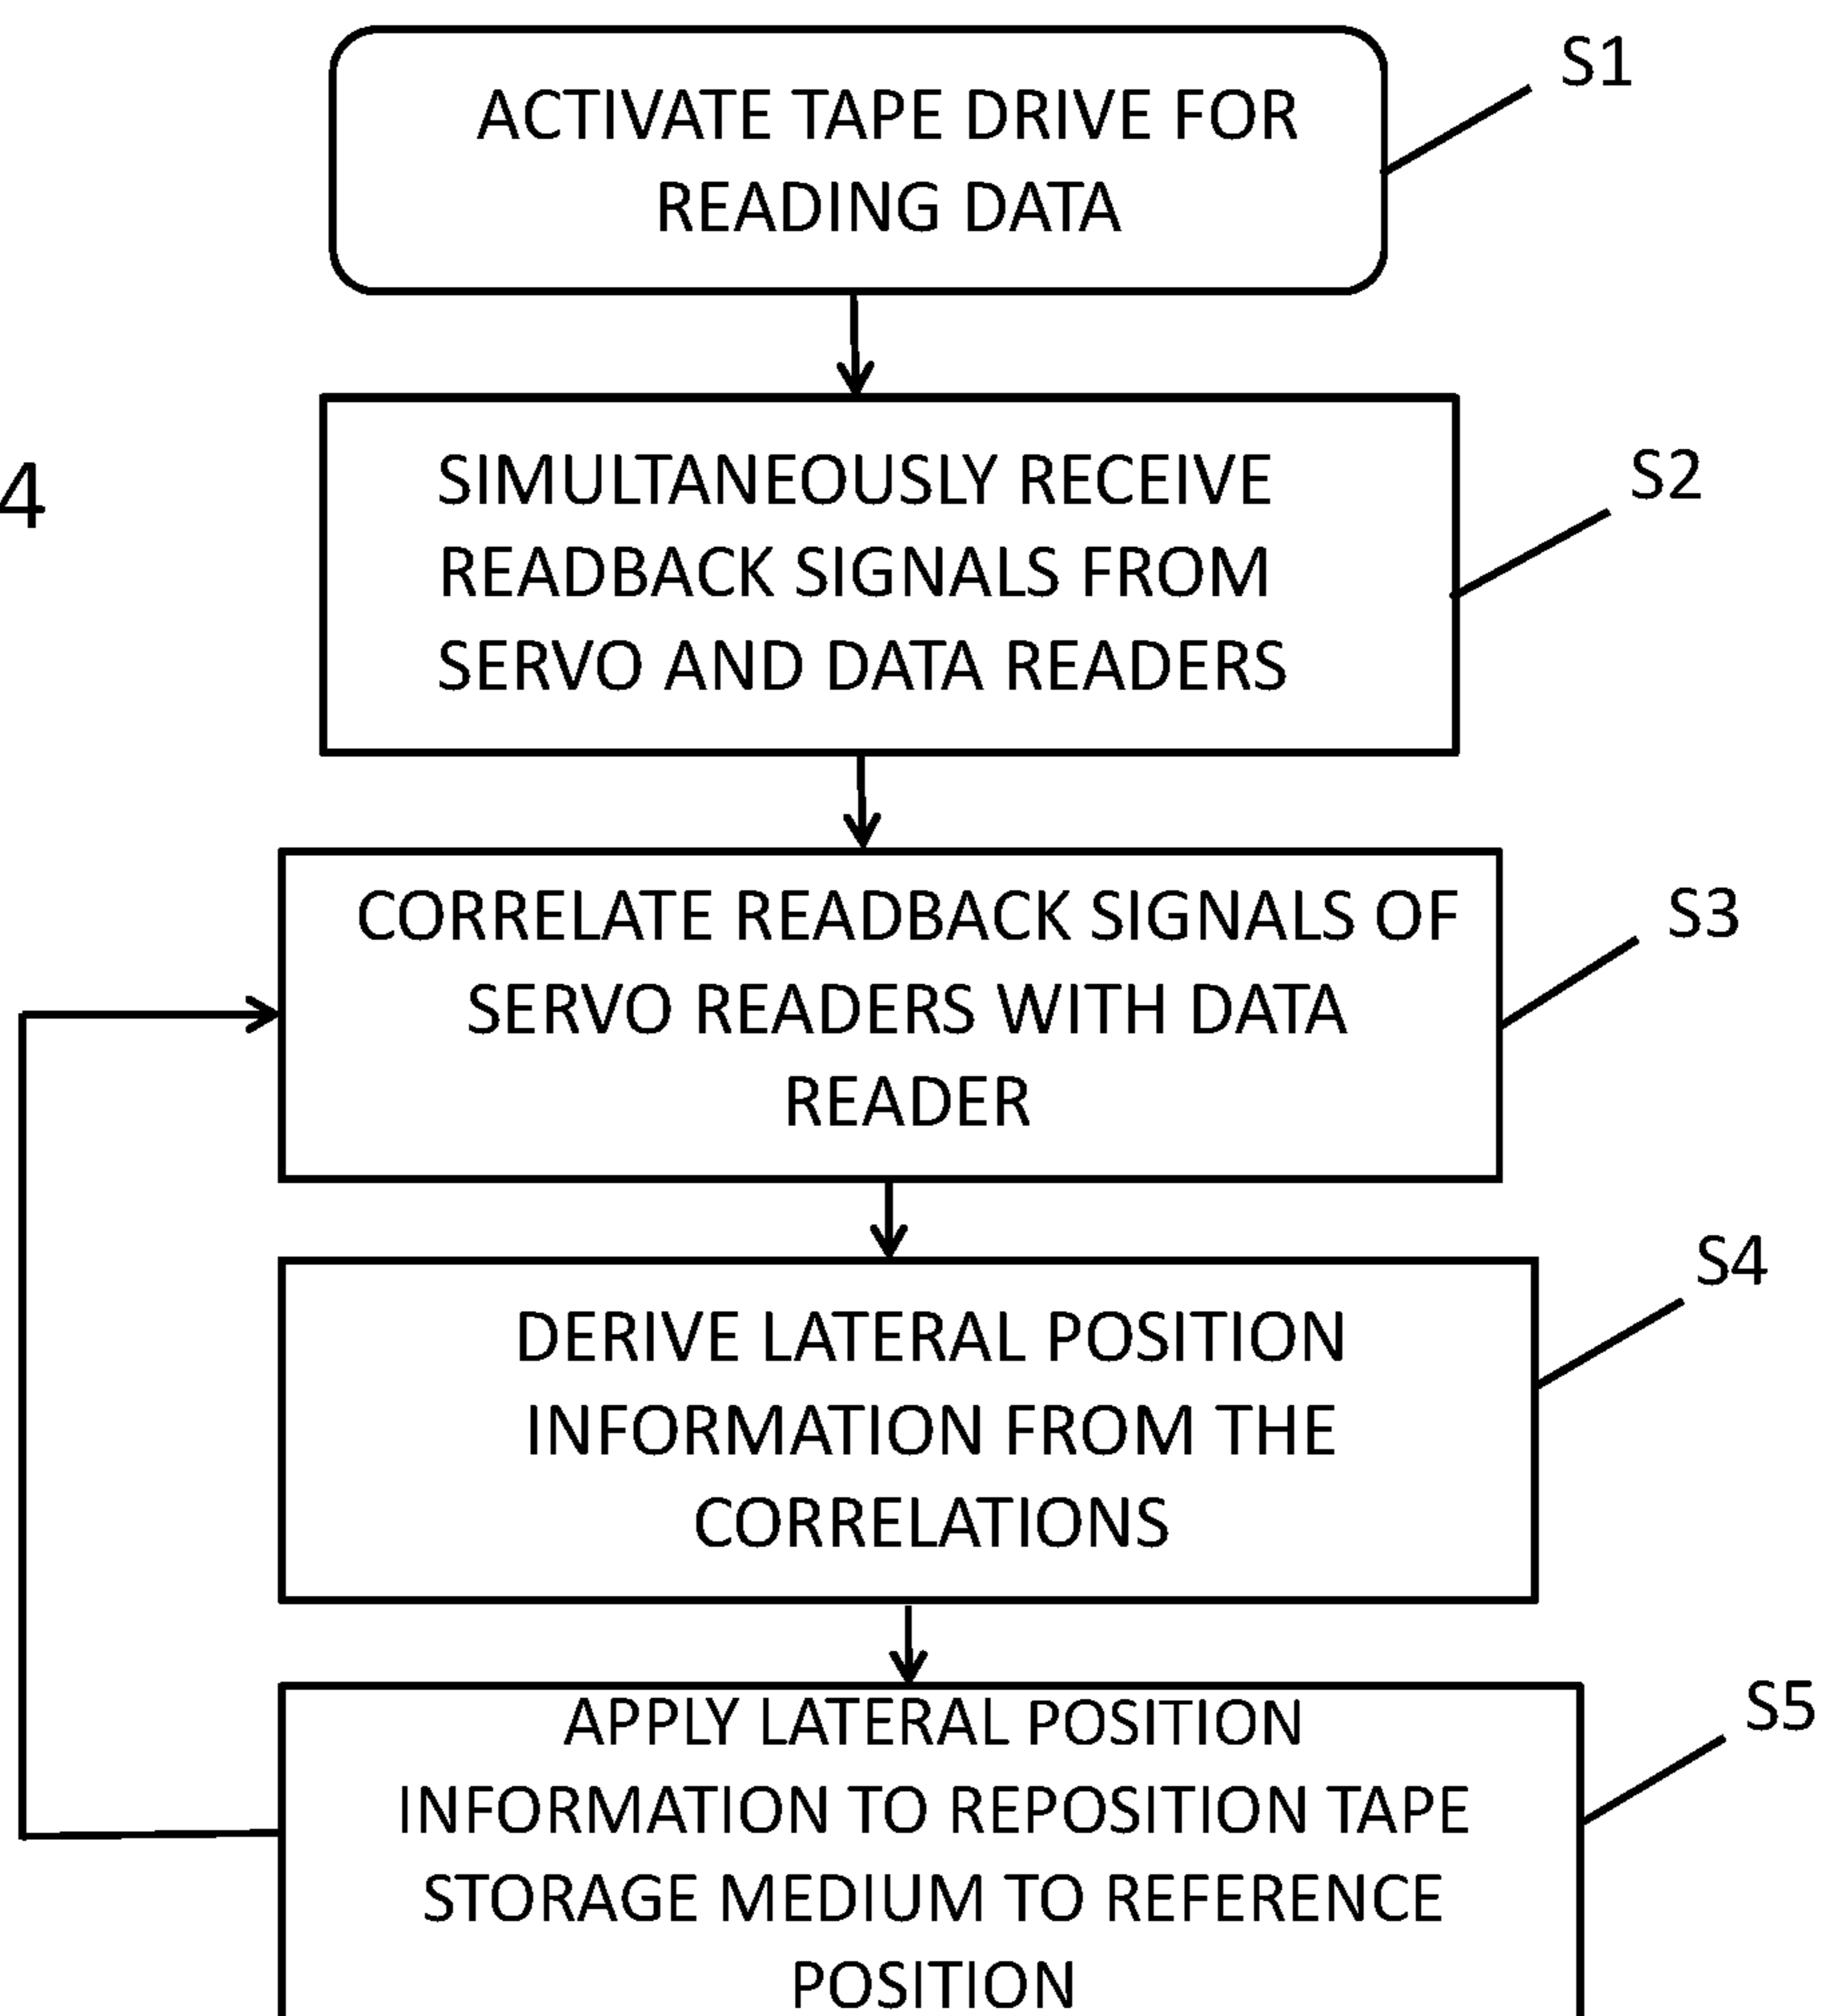 ACTIVATE TAPE DRIVE FOR
READING DATA
S1
4
SIMULTANEOUSLY RECEIVE
READBACK SIGNALS FROM
SERVO AND DATA READERS
S2
CORRELATE READBACK SIGNALS OF
SERVO READERS WITH DATA
READER
S3
DERIVE LATERAL POSITION
INFORMATION FROM THE
CORRELATIONS
S4
APPLY LATERAL POSITION
INFORMATION TO REPOSITION TAPE
STORAGE MEDIUM TO REFERENCE
POSITION
S5